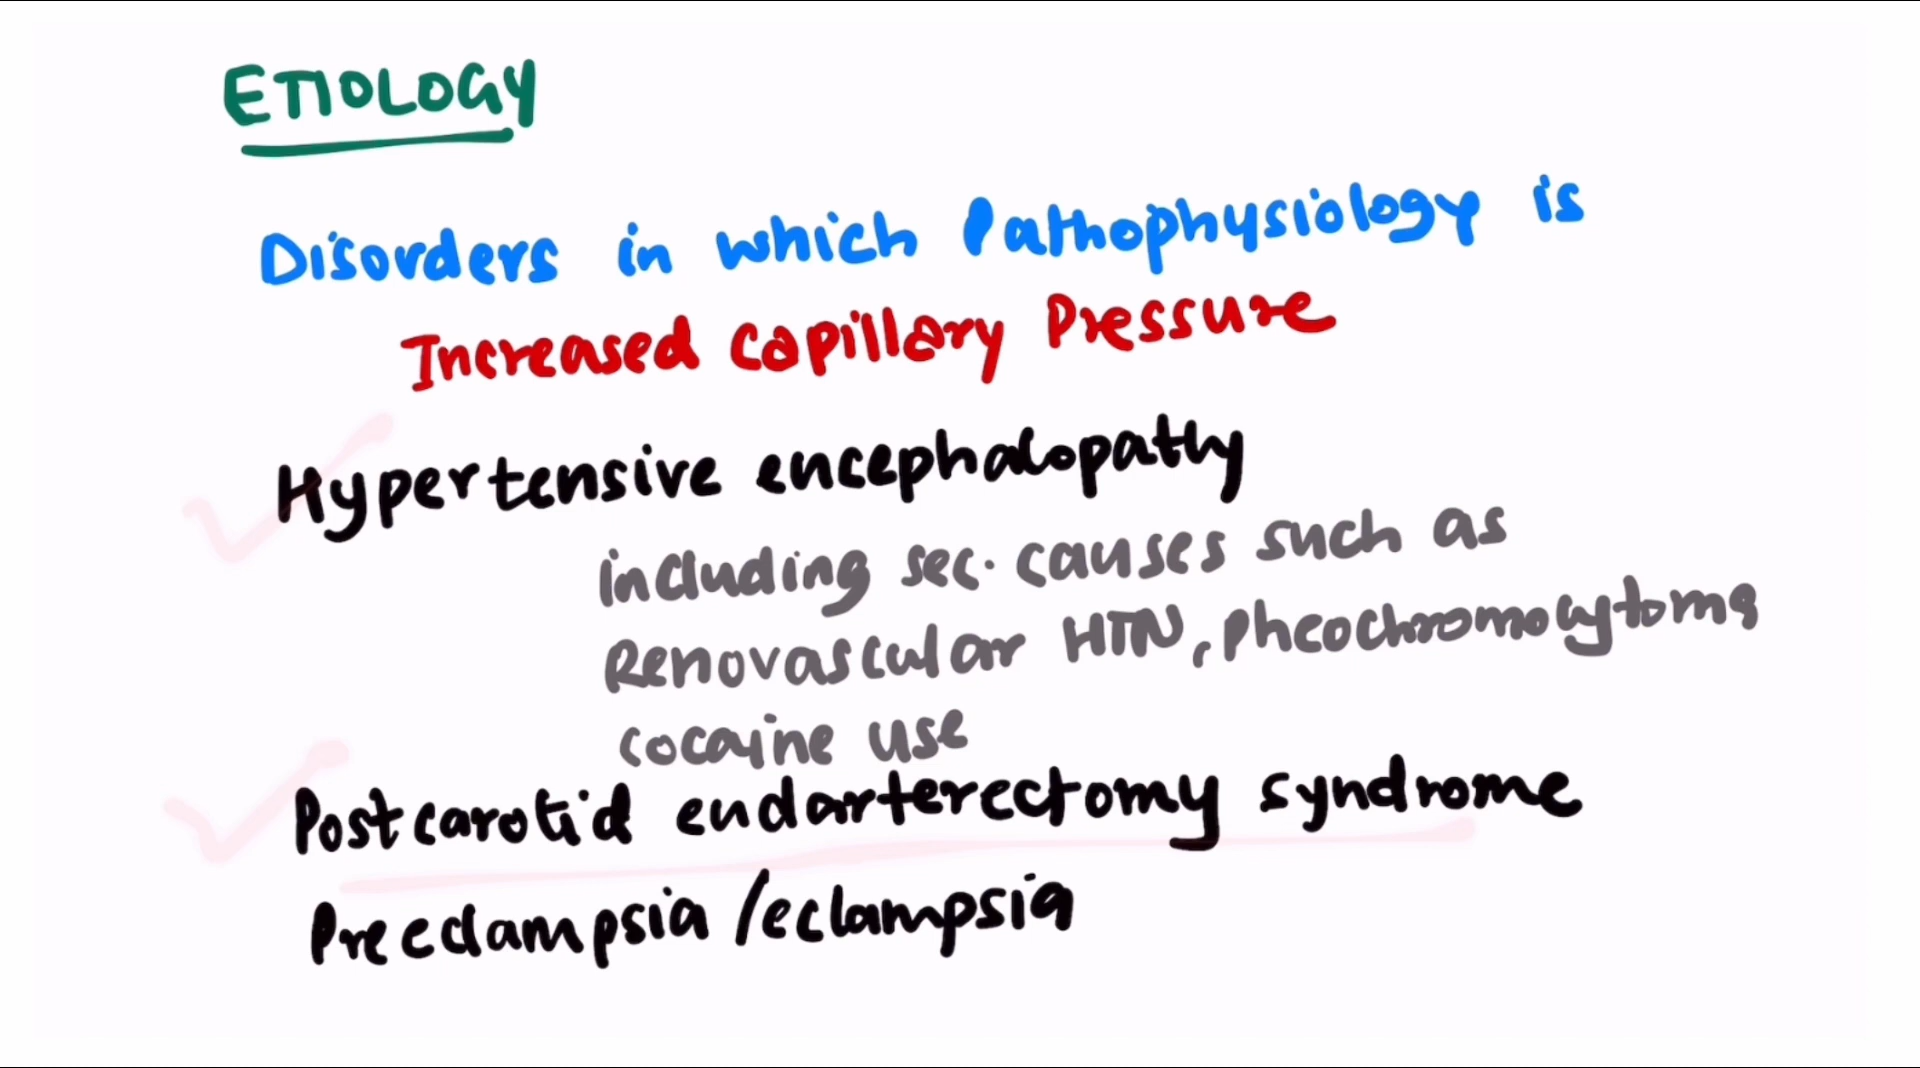 ETIOLOGY
Disorders in which Pathophysiology is
Increased capillary Pressure
Hypertensive encephalopathy
including sec. causes such as
Renovascular HTN, pheochromocytoma
cocaine use
Postcarotid endarterectomy syndrome
Preeclampsia/eclampsia